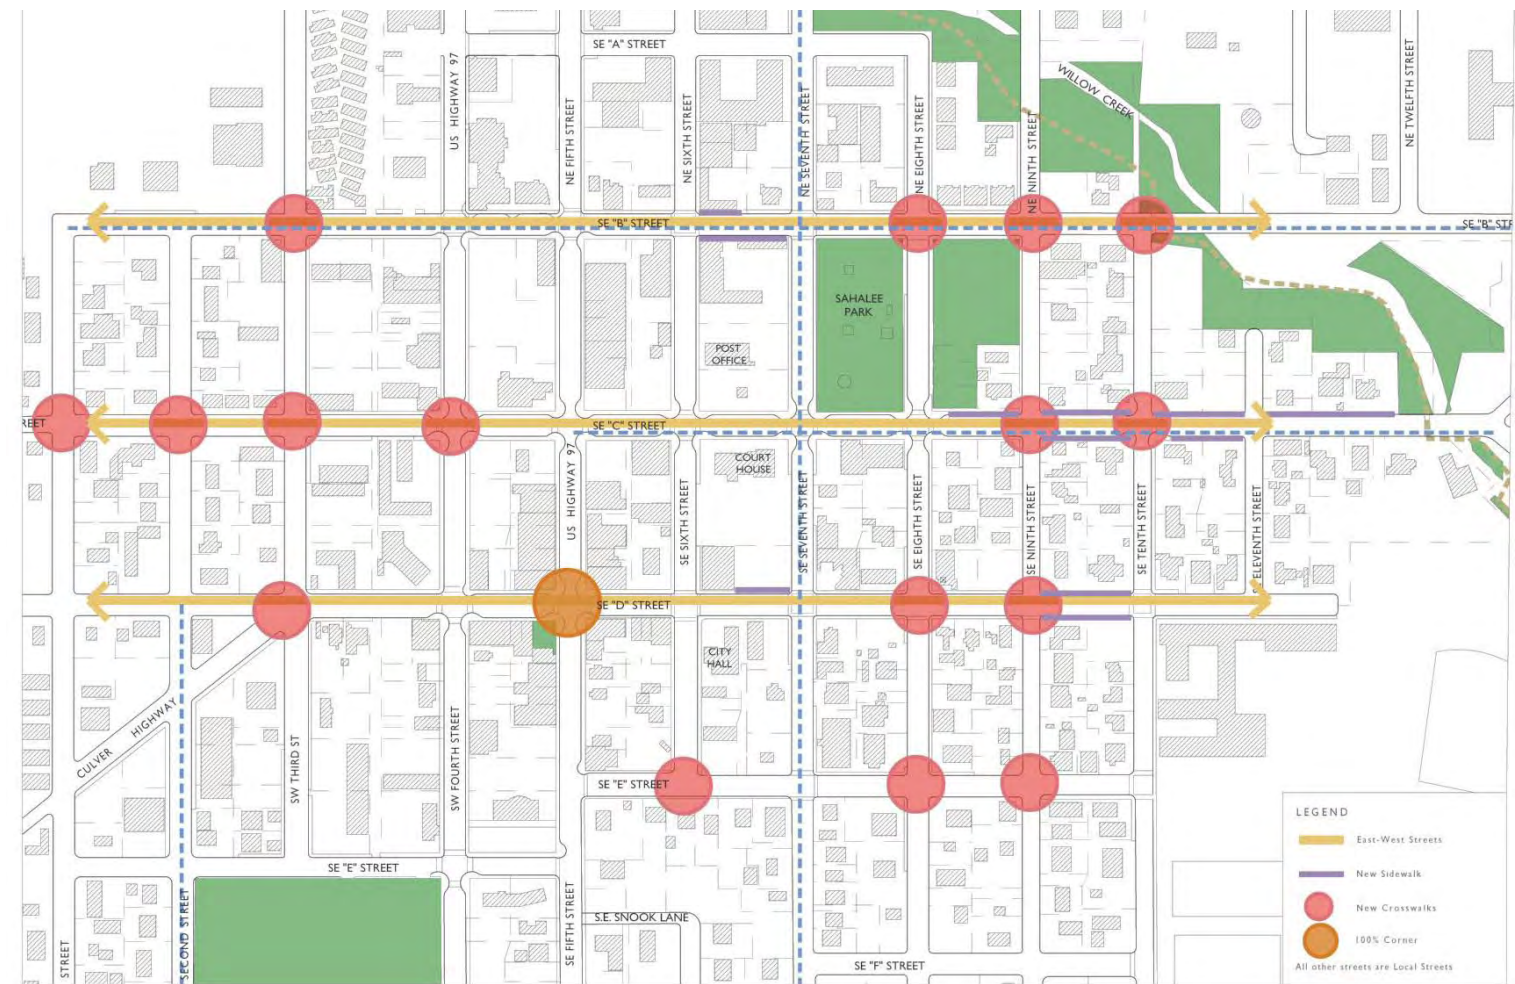 SE "A" STREET
US HIGHWAY 97
NE FIFTH STREET
NE SIXTH STREET
NE SEVENTH STREET
NE EIGHTH STREET
NE NINTH STREET
WILLOW CREEK
NE TWELFTH STREET
SE "B" STREET
SE "B" STR
SAHALEE
PARK
POST
OFFICE
REET
SE "C" STREET
US HIGHWAY 97
COURT
HOUSE
SE SIXTH STREET
SE SEVENTH STREET
SE EIGHTH STREET
SE NINTH STREET
SE TENTH STREET
SE ELEVENTH STREET
SE "D" STREET
CITY
HALL
CULVER HIGHWAY
SW THIRD ST
SW FOURTH STREET
SE "E" STREET
SE "E" STREET
S.E. SNOOK LANE
STREET
SECOND STREET
SE FIFTH STREET
SE "F" STREET
LEGEND
East-West Streets
New Sidewalk
New Crosswalks
100% Corner
All other streets are Local Streets